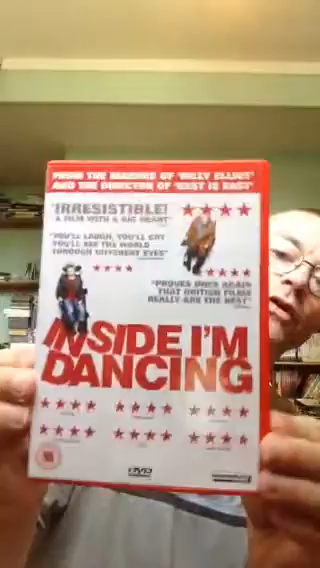 FROM THE MAKERS OF 'BILLY ELLIOT'
AND THE DIRECTOR OF 'EAST IS EAST'
"IRRESISTIBLE!
A FILM WITH A BIG HEART"
"YOU'LL LAUGH, YOU'LL CRY
YOU'LL SEE THE WORLD
THROUGH DIFFERENT EYES"
"PROVES ONCE AGAIN
THAT BRITISH FILMS
REALLY ARE THE BEST"
INSIDE I'M
DANCING
15
DVD